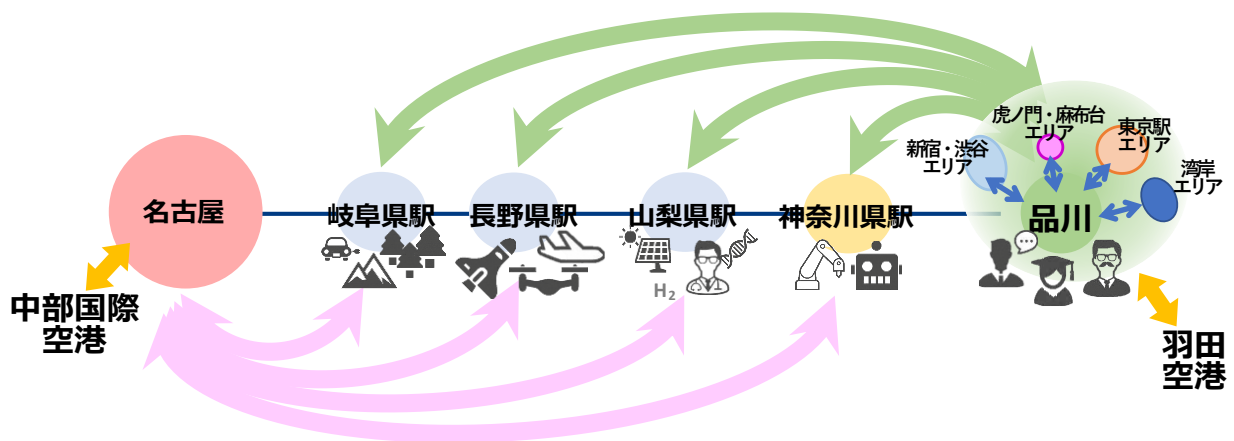 虎ノ門・麻布台
エリア
東京駅
エリア
新宿・渋谷
エリア
湾岸
エリア
名古屋
岐阜県駅
長野県駅
山梨県駅
神奈川県駅
品川
H₂
中部国際
空港
羽田
空港